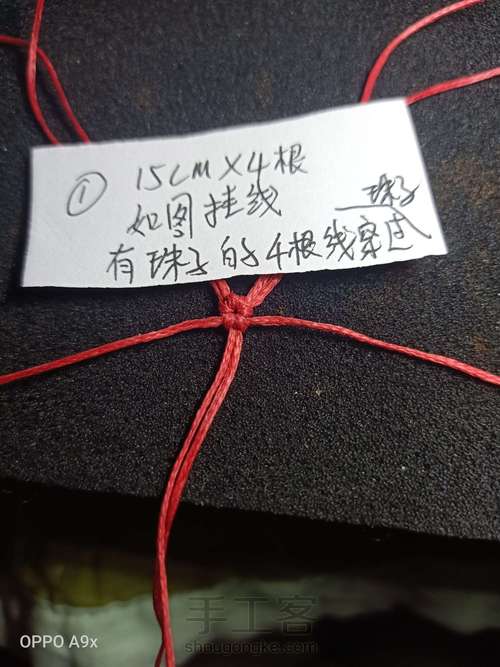 ① 15CM×4根
如图挂线
珠子
有珠子的4根线穿过
OPPO A9x
手工客
shougongke.com